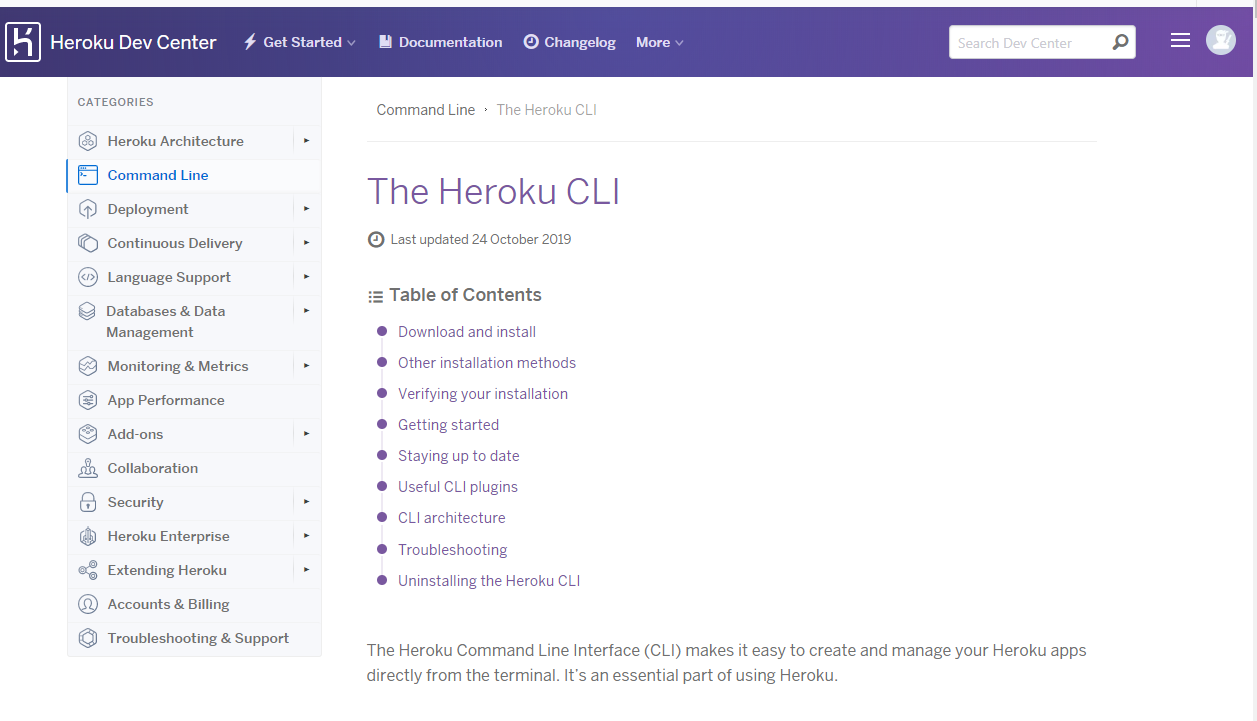 Heroku Dev Center
Get Started
Documentation
Changelog
More
Search Dev Center
CATEGORIES
Heroku Architecture
Command Line
Deployment
Continuous Delivery
Language Support
Databases & Data
Management
Monitoring & Metrics
App Performance
Add-ons
Collaboration
Security
Heroku Enterprise
Extending Heroku
Accounts & Billing
Troubleshooting & Support
Command Line › The Heroku CLI
The Heroku CLI
Last updated 24 October 2019
Table of Contents
Download and install
Other installation methods
Verifying your installation
Getting started
Staying up to date
Useful CLI plugins
CLI architecture
Troubleshooting
Uninstalling the Heroku CLI
The Heroku Command Line Interface (CLI) makes it easy to create and manage your Heroku apps
directly from the terminal. It’s an essential part of using Heroku.